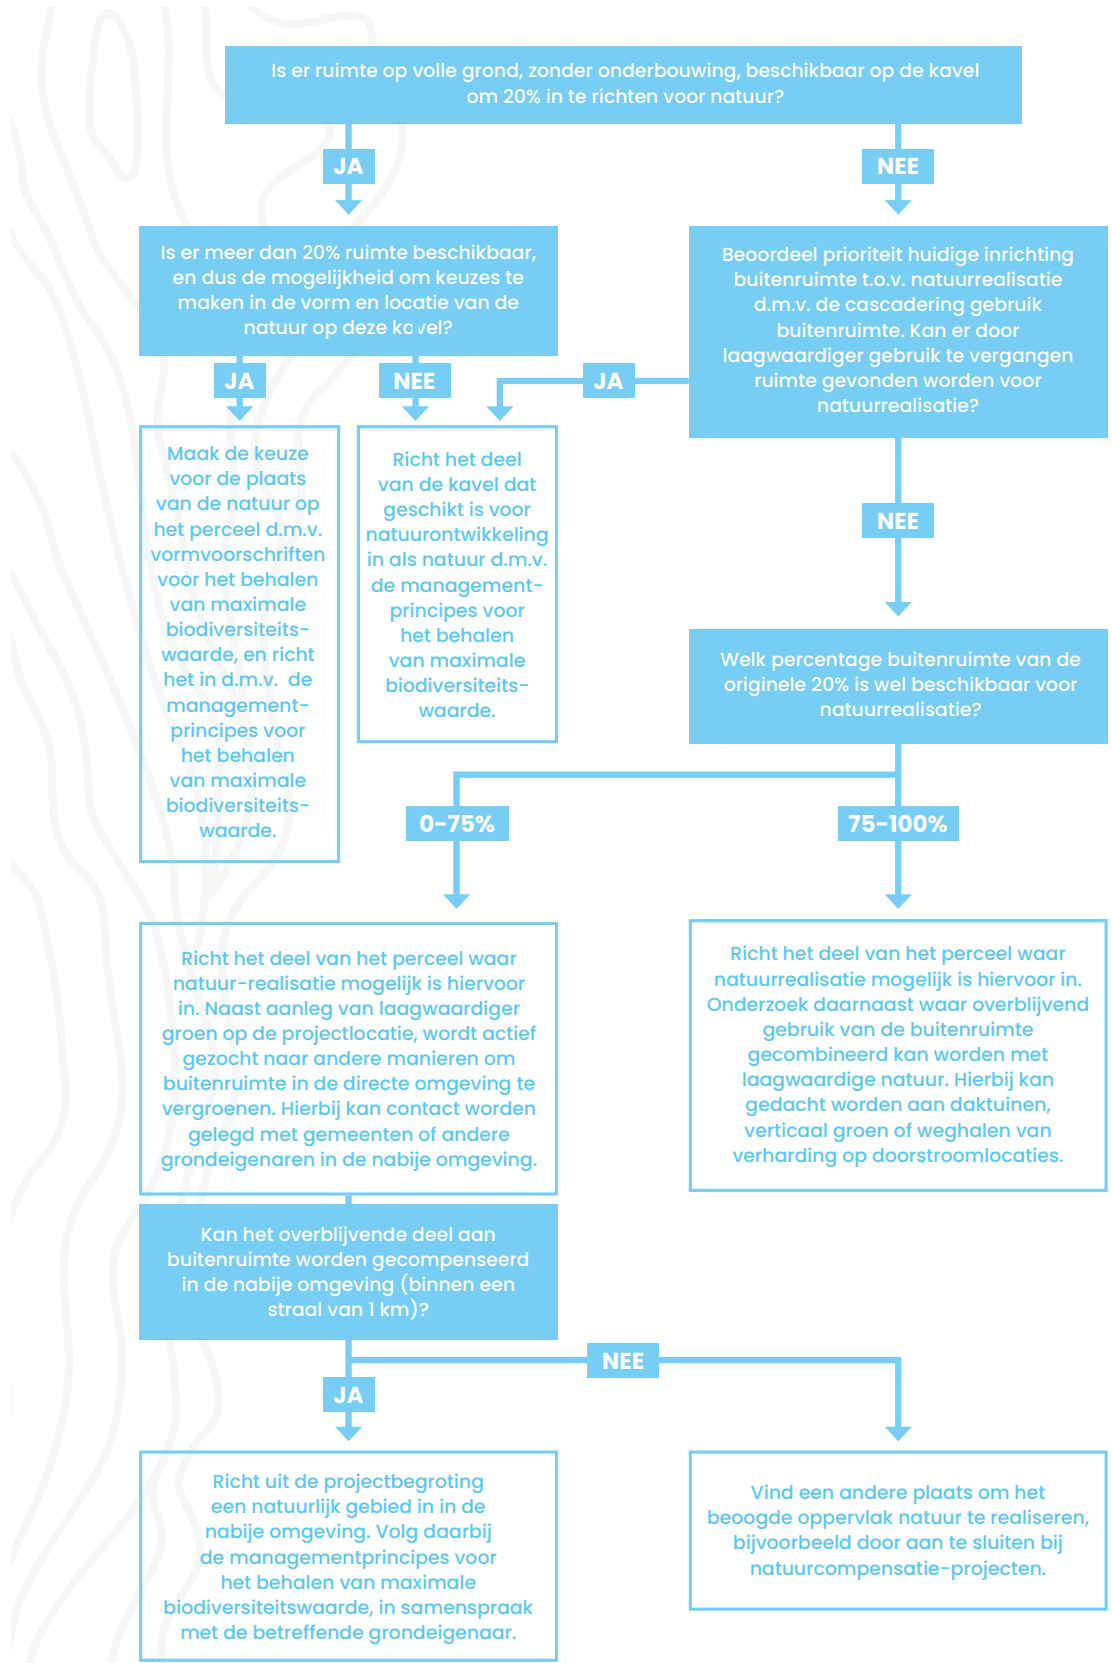 Is er ruimte op volle grond, zonder onderbouwing, beschikbaar op de kavel
om 20% in te richten voor natuur?
JA
NEE
Is er meer dan 20% ruimte beschikbaar,
en dus de mogelijkheid om keuzes te
maken in de vorm en locatie van de
natuur op deze kavel?
Beoordeel prioriteit huidige inrichting
buitenruimte t.o.v. natuurrealisatie
d.m.v. de cascadering gebruik
buitenruimte. Kan er door
laagwaardiger gebruik te vergangen
ruimte gevonden worden voor
natuurrealisatie?
JA
NEE
JA
Maak de keuze
voor de plaats
van de natuur op
het perceel d.m.v.
vormvoorschriften
voor het behalen
van maximale
biodiversiteits-
waarde, en richt
het in d.m.v. de
management-
principes voor
het behalen
van maximale
biodiversiteits-
waarde.
Richt het deel
van de kavel dat
geschikt is voor
natuurontwikkeling
in als natuur d.m.v.
de management-
principes voor
het behalen
van maximale
biodiversiteits-
waarde.
NEE
Welk percentage buitenruimte van de
originele 20% is wel beschikbaar voor
natuurrealisatie?
0-75%
75-100%
Richt het deel van het perceel waar
natuur-realisatie mogelijk is hiervoor
in. Naast aanleg van laagwaardiger
groen op de projectlocatie, wordt actief
gezocht naar andere manieren om
buitenruimte in de directe omgeving te
vergroenen. Hierbij kan contact worden
gelegd met gemeenten of andere
grondeigenaren in de nabije omgeving.
Richt het deel van het perceel waar
natuurrealisatie mogelijk is hiervoor in.
Onderzoek daarnaast waar overblijvend
gebruik van de buitenruimte
gecombineerd kan worden met
laagwaardige natuur. Hierbij kan
gedacht worden aan daktuinen,
verticaal groen of weghalen van
verharding op doorstroomlocaties.
Kan het overblijvende deel aan
buitenruimte worden gecompenseerd
in de nabije omgeving (binnen een
straal van 1 km)?
NEE
JA
Richt uit de projectbegroting
een natuurlijk gebied in in de
nabije omgeving. Volg daarbij
de managementprincipes voor
het behalen van maximale
biodiversiteitswaarde, in samenspraak
met de betreffende grondeigenaar.
Vind een andere plaats om het
beoogde oppervlak natuur te realiseren,
bijvoorbeeld door aan te sluiten bij
natuurcompensatie-projecten.